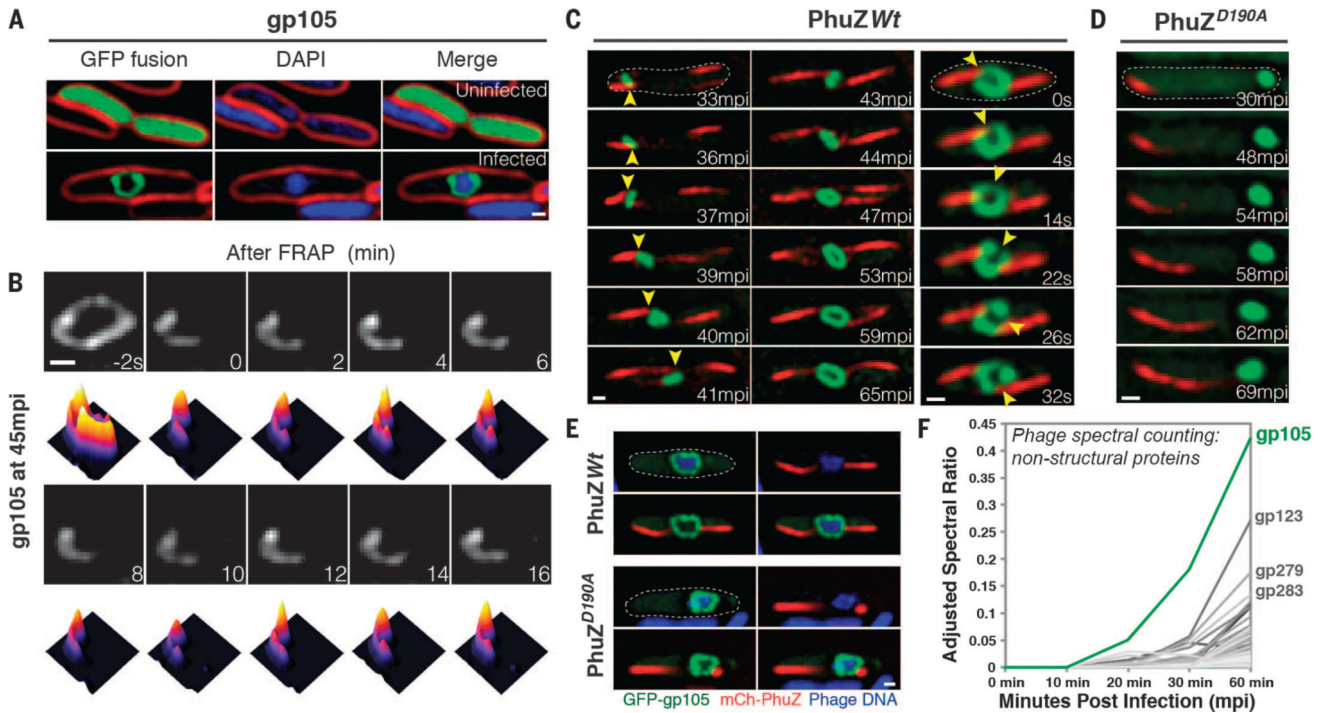 A
gp105
GFP fusion
DAPI
Merge
Uninfected
Infected
B
After FRAP (min)
gp105 at 45mpi
-2s
0
2
4
6
8
10
12
14
16
C
PhuZWt
33mpi
43mpi
0s
36mpi
44mpi
4s
37mpi
47mpi
14s
39mpi
53mpi
22s
40mpi
59mpi
26s
41mpi
65mpi
32s
D
PhuZD190A
30mpi
48mpi
54mpi
58mpi
62mpi
69mpi
E
PhuZWt
PhuZD190A
GFP-gp105 mCh-PhuZ Phage DNA
F
Adjusted Spectral Ratio
0.45
0.4
0.35
0.3
0.25
0.2
0.15
0.1
0.05
0
Phage spectral counting:
non-structural proteins
gp105
gp123
gp279
gp283
0 min
10 min
20 min
30 min
60 min
Minutes Post Infection (mpi)